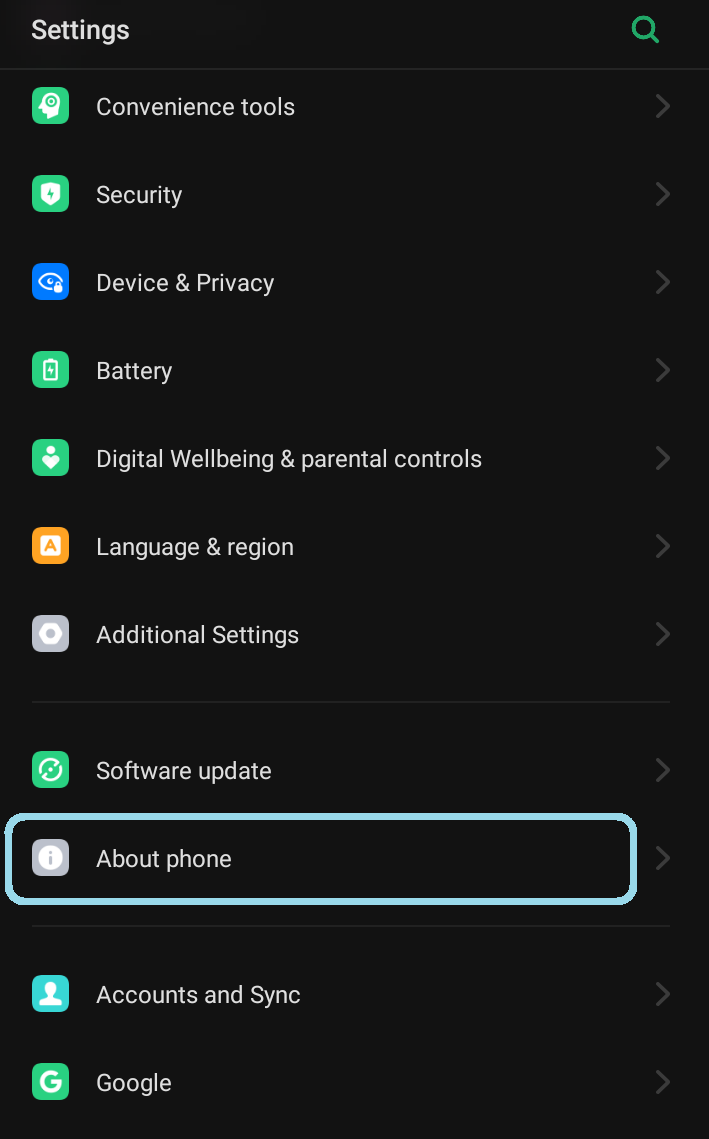 Settings
Convenience tools
Security
Device & Privacy
Battery
Digital Wellbeing & parental controls
Language & region
Additional Settings
Software update
About phone
Accounts and Sync
Google